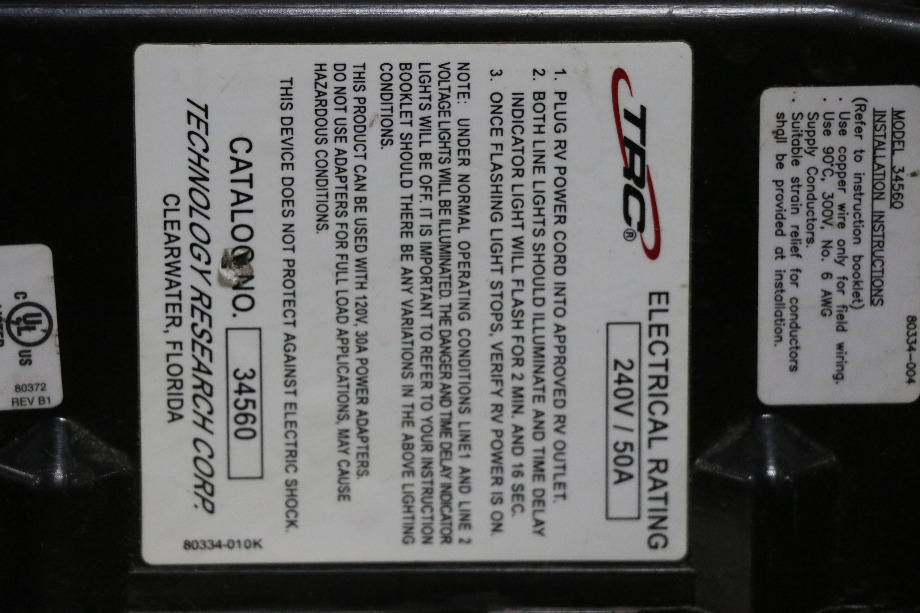 MODEL 34560
80334-004
INSTALLATION INSTRUCTIONS
(Refer to instruction booklet)
· Use copper wire only for field wiring.
· Use 90°C, 300V, No. 6 AWG
Supply Conductors.
· Suitable strain relief for conductors
shall be provided at installation.
TRC®
ELECTRICAL RATING
240V / 50A
1. PLUG RV POWER CORD INTO APPROVED RV OUTLET.
2. BOTH LINE LIGHTS SHOULD ILLUMINATE AND TIME DELAY
INDICATOR LIGHT WILL FLASH FOR 2 MIN. AND 16 SEC.
3. ONCE FLASHING LIGHT STOPS, VERIFY RV POWER IS ON.
NOTE: UNDER NORMAL OPERATING CONDITIONS LINE1 AND LINE 2
VOLTAGE LIGHTS WILL BE ILLUMINATED. THE DANGER AND TIME DELAY INDICATOR
LIGHTS WILL BE OFF. IT IS IMPORTANT TO REFER TO YOUR INSTRUCTION
BOOKLET SHOULD THERE BE ANY VARIATIONS IN THE ABOVE LIGHTING
CONDITIONS.
THIS PRODUCT CAN BE USED WITH 120V, 30A POWER ADAPTERS.
DO NOT USE ADAPTERS FOR FULL LOAD APPLICATIONS, MAY CAUSE
HAZARDOUS CONDITIONS.
THIS DEVICE DOES NOT PROTECT AGAINST ELECTRIC SHOCK.
CATALOG NO. 34560
TECHNOLOGY RESEARCH CORP.
CLEARWATER, FLORIDA
80334-010K
C UL US
80372
REV B1